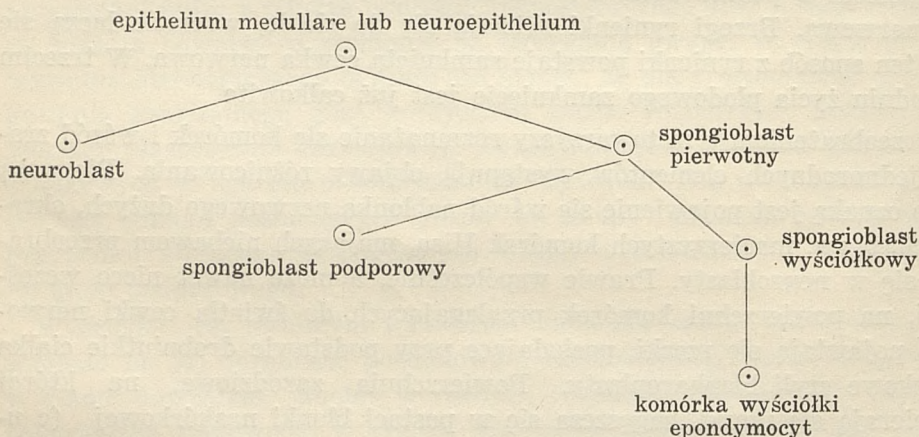 epithelium medullare lub neuroepithelium
neuroblast
spongioblast
pierwotny
spongioblast podporowy
spongioblast
wyściółkowy
komórka wyściółki
epondymocyt